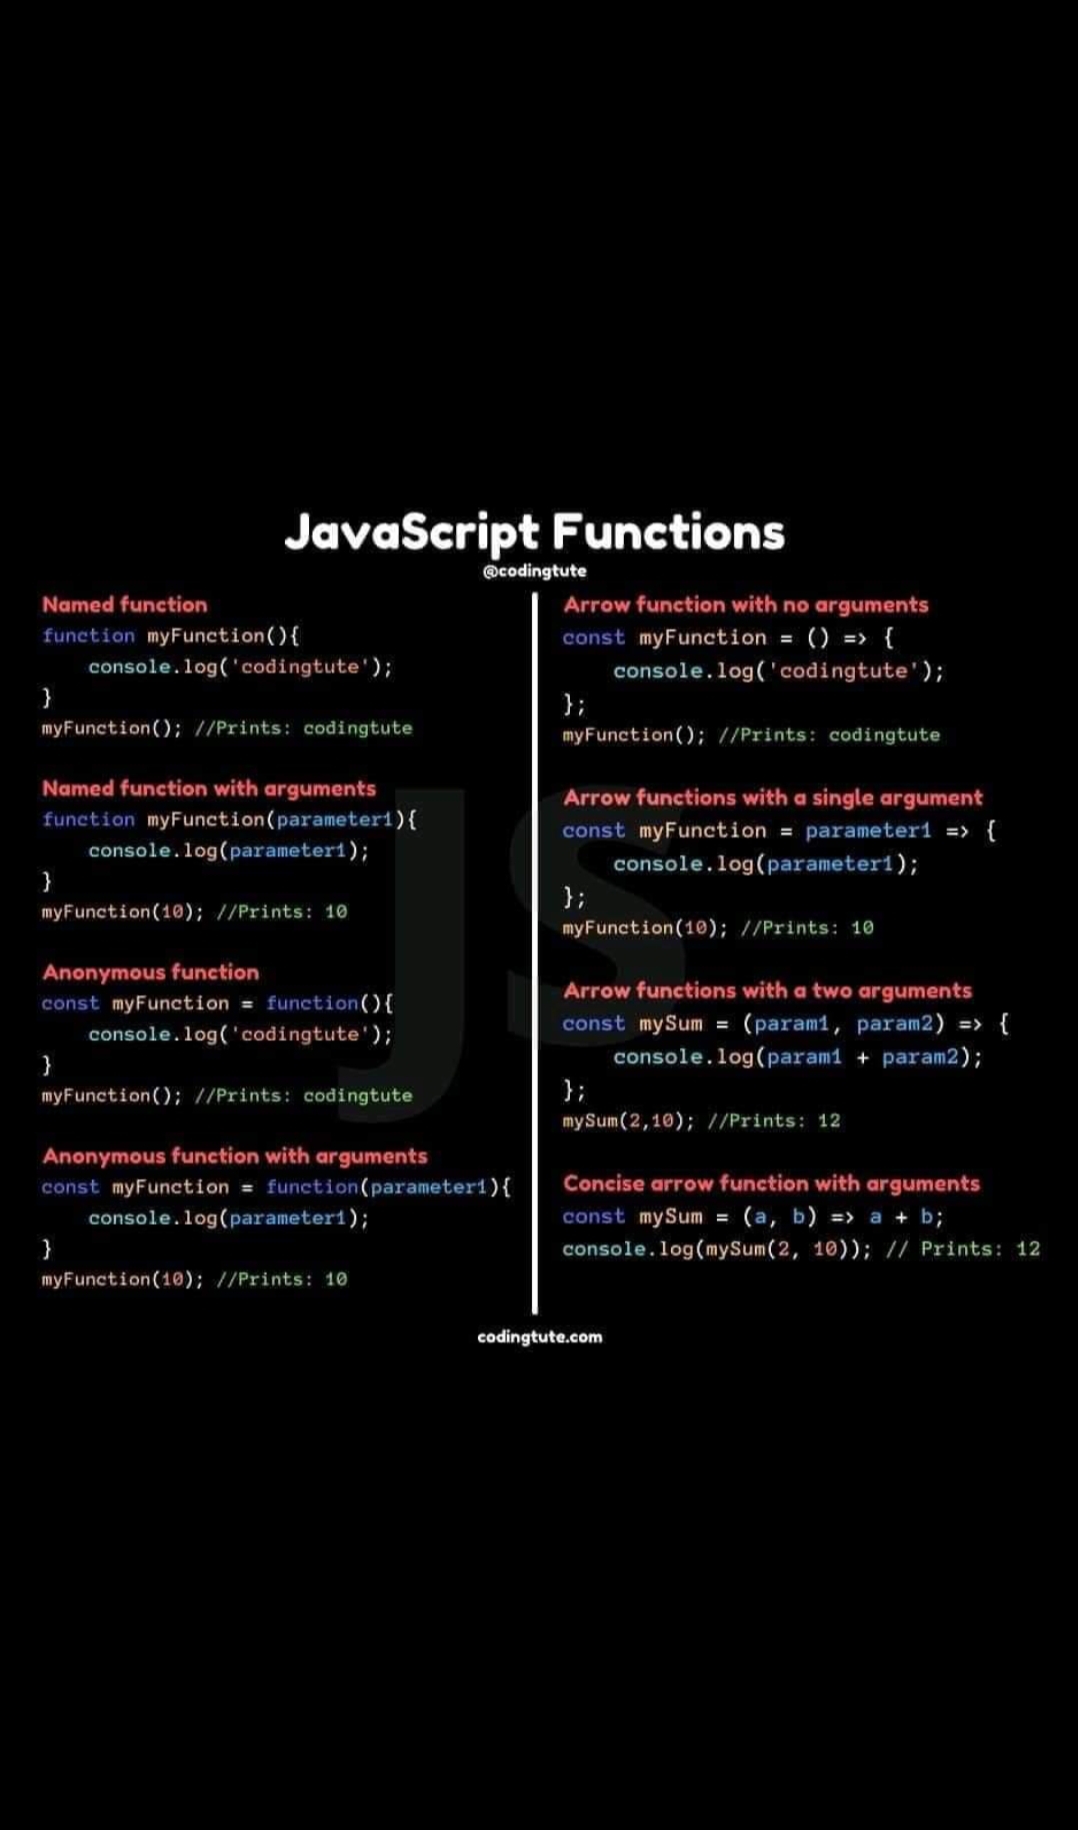 JavaScript Functions
@codingtute
Named function
function myFunction(){
    console.log('codingtute');
}
myFunction(); //Prints: codingtute
Named function with arguments
function myFunction(parameter1){
    console.log(parameter1);
}
myFunction(10); //Prints: 10
Anonymous function
const myFunction = function(){
    console.log('codingtute');
}
myFunction(); //Prints: codingtute
Anonymous function with arguments
const myFunction = function(parameter1){
    console.log(parameter1);
}
myFunction(10); //Prints: 10
Arrow function with no arguments
const myFunction = () => {
    console.log('codingtute');
};
myFunction(); //Prints: codingtute
Arrow functions with a single argument
const myFunction = parameter1 => {
    console.log(parameter1);
};
myFunction(10); //Prints: 10
Arrow functions with a two arguments
const mySum = (param1, param2) => {
    console.log(param1 + param2);
};
mySum(2,10); //Prints: 12
Concise arrow function with arguments
const mySum = (a, b) => a + b;
console.log(mySum(2, 10)); // Prints: 12
JS
codingtute.com